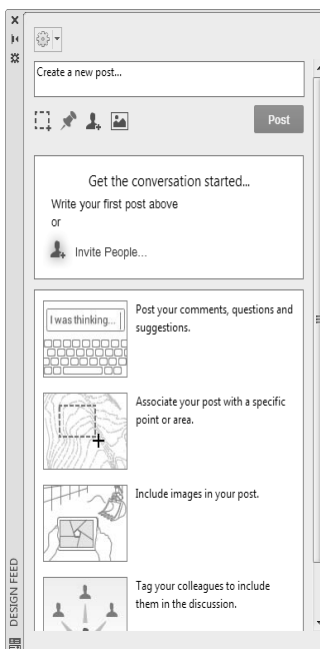 Create a new post...
Post
Get the conversation started...
Write your first post above
or
Invite People...
I was thinking...
Post your comments, questions and
suggestions.
Associate your post with a specific
point or area.
Include images in your post.
Tag your colleagues to include
them in the discussion.
DESIGN FEED